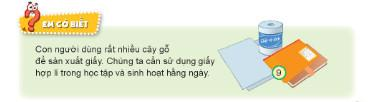 EM CÓ BIẾT
Con người dùng rất nhiều cây gỗ
để sản xuất giấy. Chúng ta cần sử dụng giấy
hợp lí trong học tập và sinh hoạt hằng ngày.
9